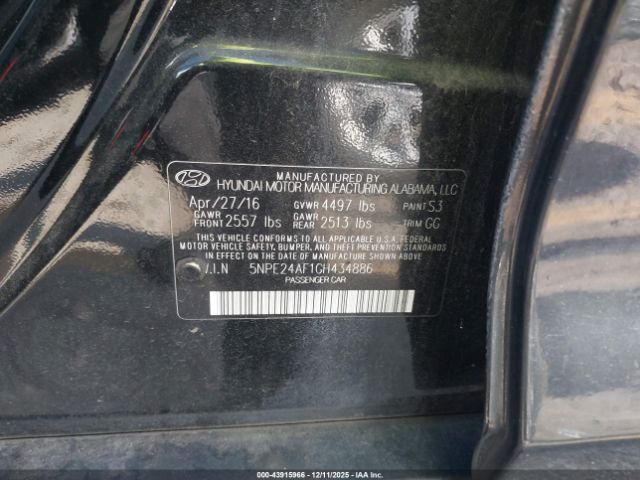 MANUFACTURED BY
HYUNDAI MOTOR MANUFACTURING ALABAMA, LLC
Apr/27/16 GVWR 4497 lbs PAINT S3
GAWR FRONT 2557 lbs GAWR REAR 2513 lbs TRIM GG
THIS VEHICLE CONFORMS TO ALL APPLICABLE U.S.A FEDERAL
MOTOR VEHICLE SAFETY, BUMPER, AND THEFT PREVENTION STANDARDS
IN EFFECT ON THE DATE OF MANUFACTURE SHOWN ABOVE.
V.I.N 5NPE24AF1GH434886
PASSENGER CAR
000-43915966 - 12/11/2025 - COPYRIGHT © IAA, LLC.